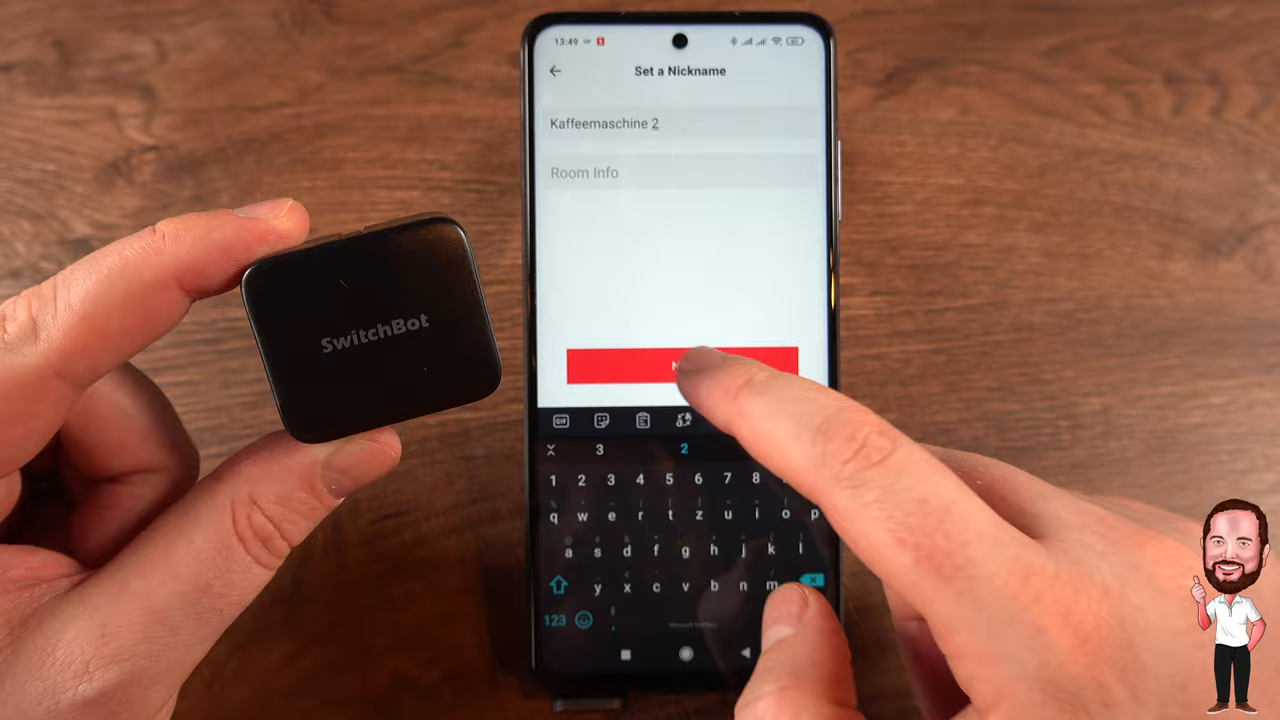 13:49
Set a Nickname
Kaffeemaschine 2
Room Info
SwitchBot
GIF
3 2
1 2 3 4 5 6 7 8
q w e r t z u i o p
a s d f g h j k l
y x c v b n m
123